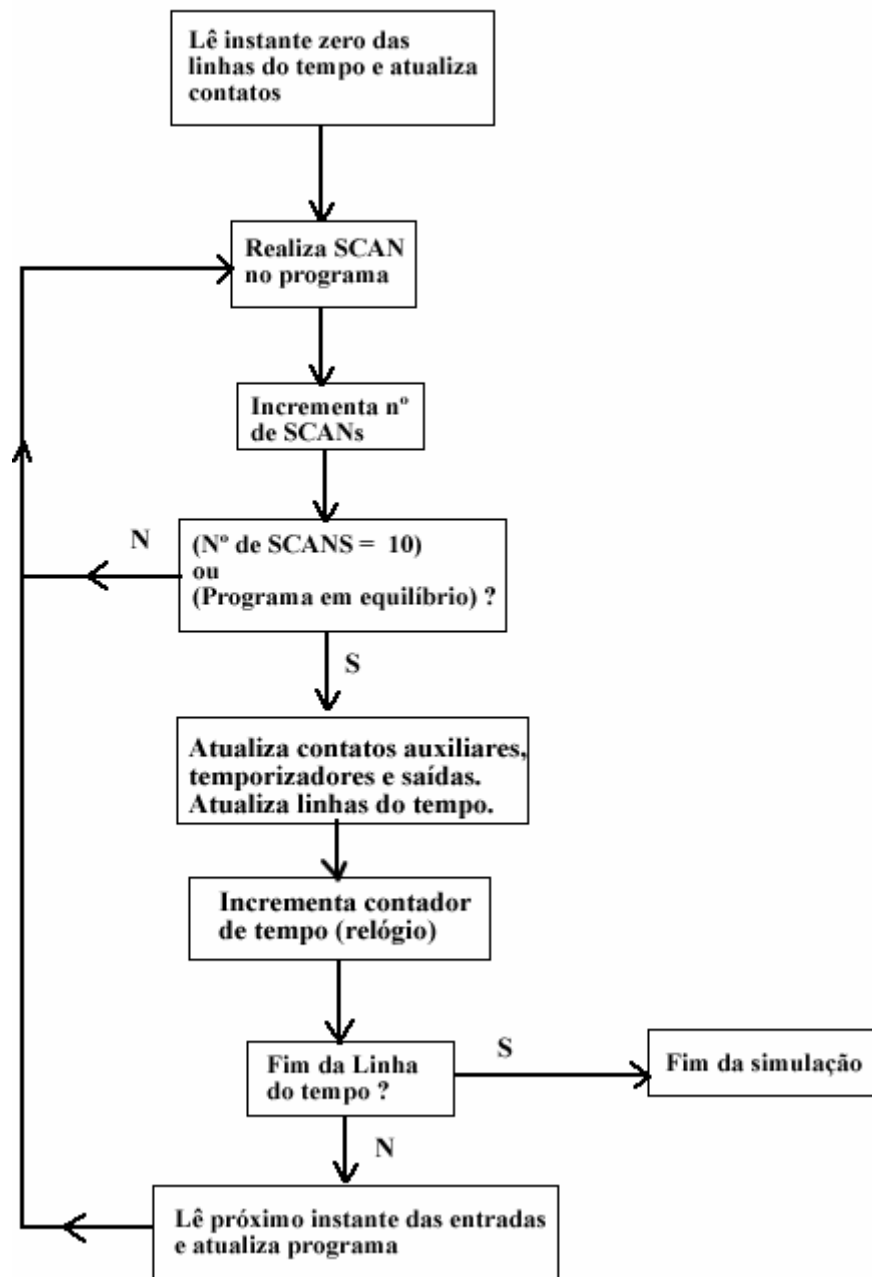 Lê instante zero das
linhas do tempo e atualiza
contatos
Realiza SCAN
no programa
Incrementa nº
de SCANs
N
(Nº de SCANS = 10)
ou
(Programa em equilíbrio) ?
S
Atualiza contatos auxiliares,
temporizadores e saídas.
Atualiza linhas do tempo.
Incrementa contador
de tempo (relógio)
Fim da Linha
do tempo ?
S
Fim da simulação
N
Lê próximo instante das entradas
e atualiza programa